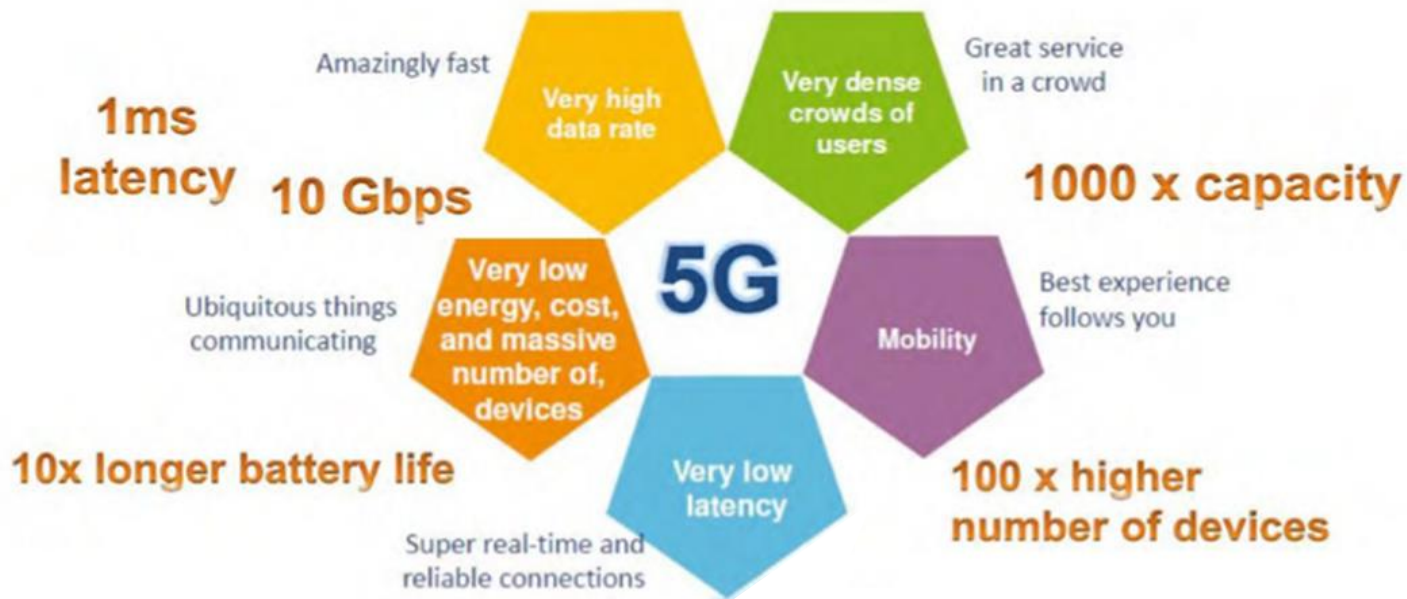 Amazingly fast
Very high
data rate
Very dense
crowds of
users
Great service
in a crowd
1ms
latency
10 Gbps
1000 x capacity
5G
Ubiquitous things
communicating
Very low
energy, cost,
and massive
number of,
devices
Mobility
Best experience
follows you
10x longer battery life
Very low
latency
100 x higher
number of devices
Super real-time and
reliable connections